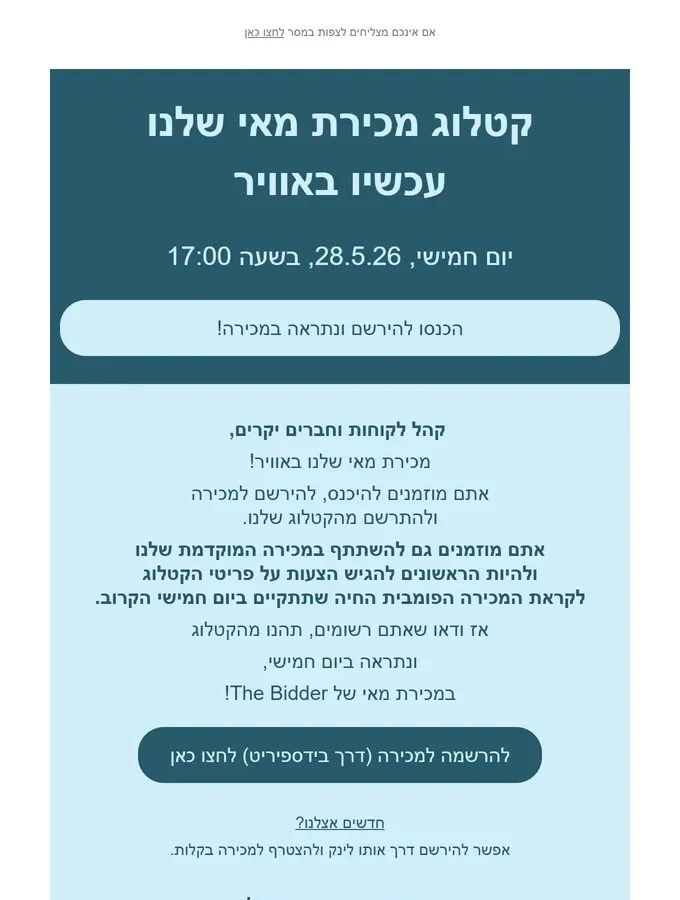 אם אינכם מצליחים לצפות במסר לחצו כאן
קטלוג מכירת מאי שלנו
עכשיו באוויר
יום חמישי, 28.5.26, בשעה 17:00
הכנסו להירשם ונתראה במכירה!
קהל לקוחות וחברים יקרים,
מכירת מאי שלנו באוויר!
אתם מוזמנים להיכנס, להירשם למכירה
ולהתרשם מהקטלוג שלנו.
אתם מוזמנים גם להשתתף במכירה המוקדמת שלנו
ולהיות הראשונים להגיש הצעות על פריטי הקטלוג
לקראת המכירה הפומבית החיה שתתקיים ביום חמישי הקרוב.
אז ודאו שאתם רשומים, תהנו מהקטלוג
ונתראה ביום חמישי,
במכירת מאי של The Bidder!
להרשמה למכירה (דרך בידספיריט) לחצו כאן
חדשים אצלנו?
אפשר להירשם דרך אותו לינק ולהצטרף למכירה בקלות.